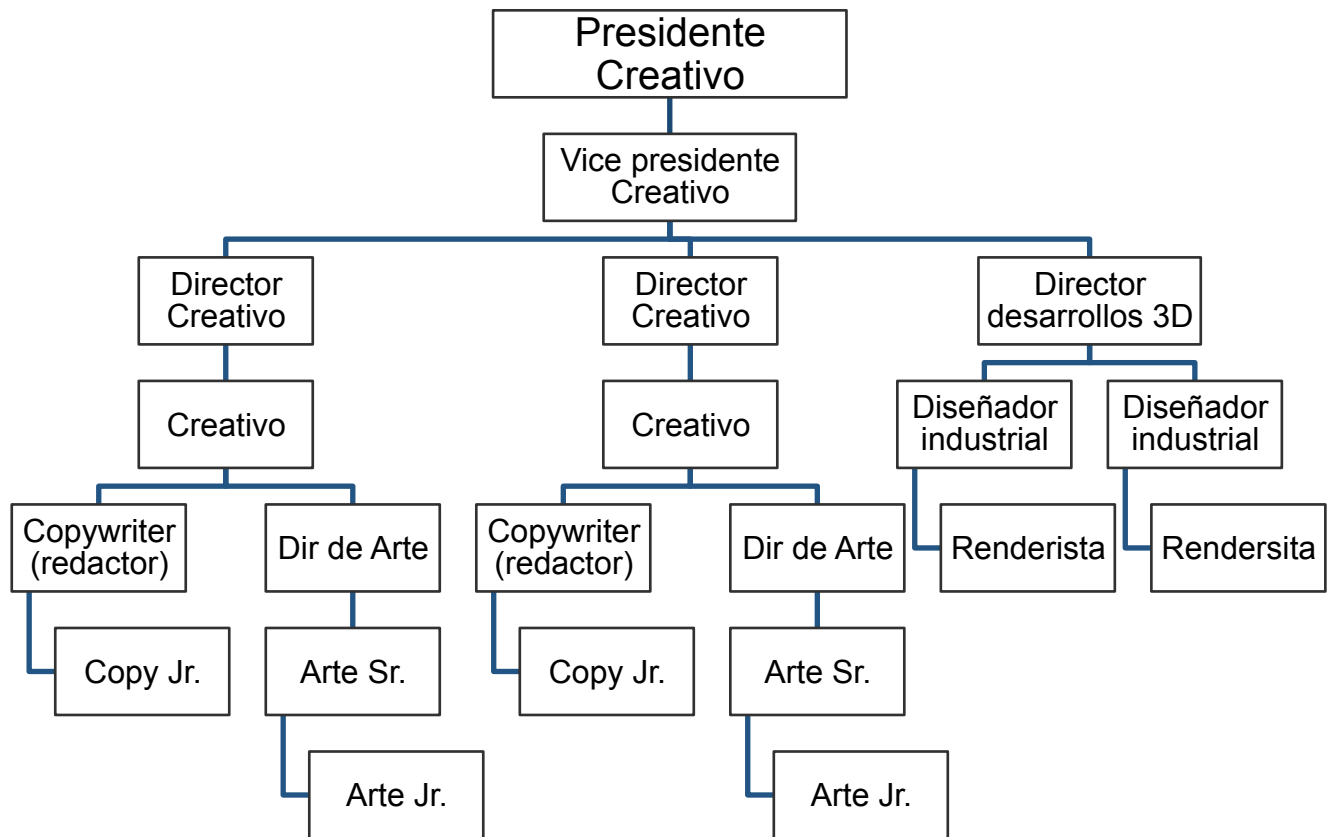 Presidente
Creativo
Vice presidente
Creativo
Director
Creativo
Director
Creativo
Director
desarrollos 3D
Creativo
Creativo
Diseñador
industrial
Diseñador
industrial
Copywriter
(redactor)
Dir de Arte
Copywriter
(redactor)
Dir de Arte
Renderista
Rendersita
Copy Jr.
Arte Sr.
Copy Jr.
Arte Sr.
Arte Jr.
Arte Jr.